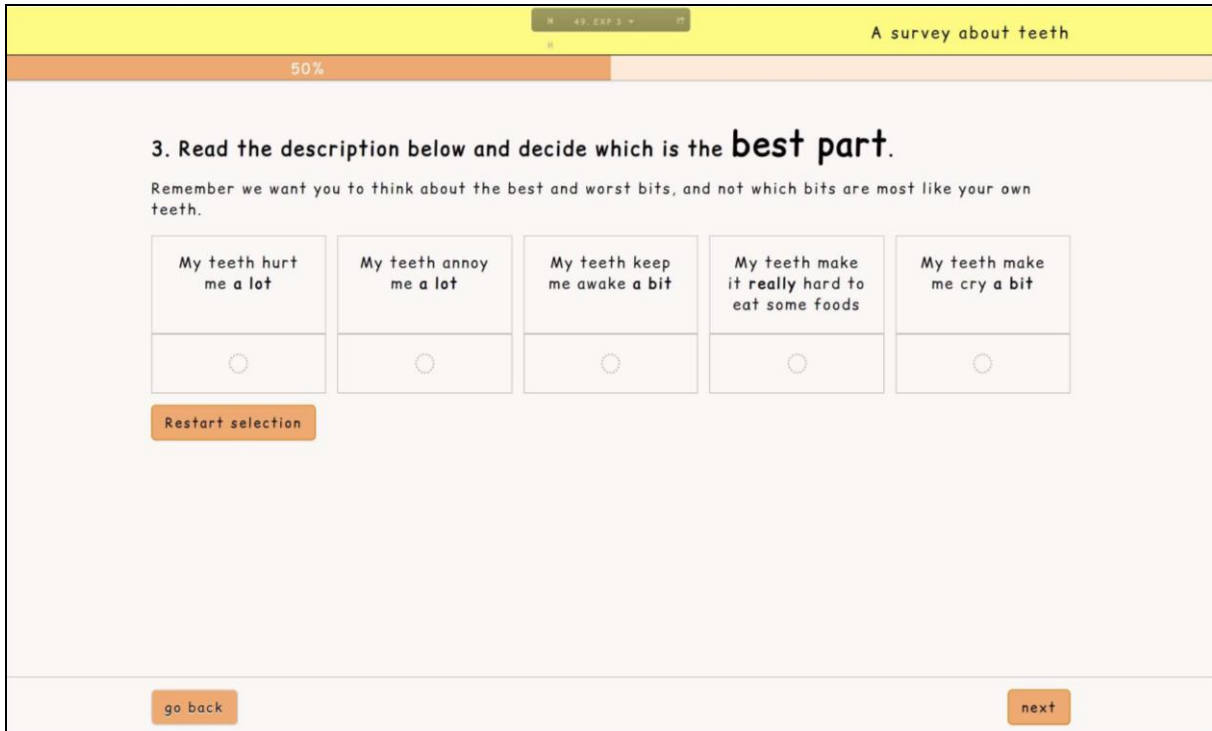 H 49. EXP 3
H
A survey about teeth
50%
3. Read the description below and decide which is the best part.
Remember we want you to think about the best and worst bits, and not which bits are most like your own
teeth.
My teeth hurt
me a lot
My teeth annoy
me a lot
My teeth keep
me awake a bit
My teeth make
it really hard to
eat some foods
My teeth make
me cry a bit
Restart selection
go back
next